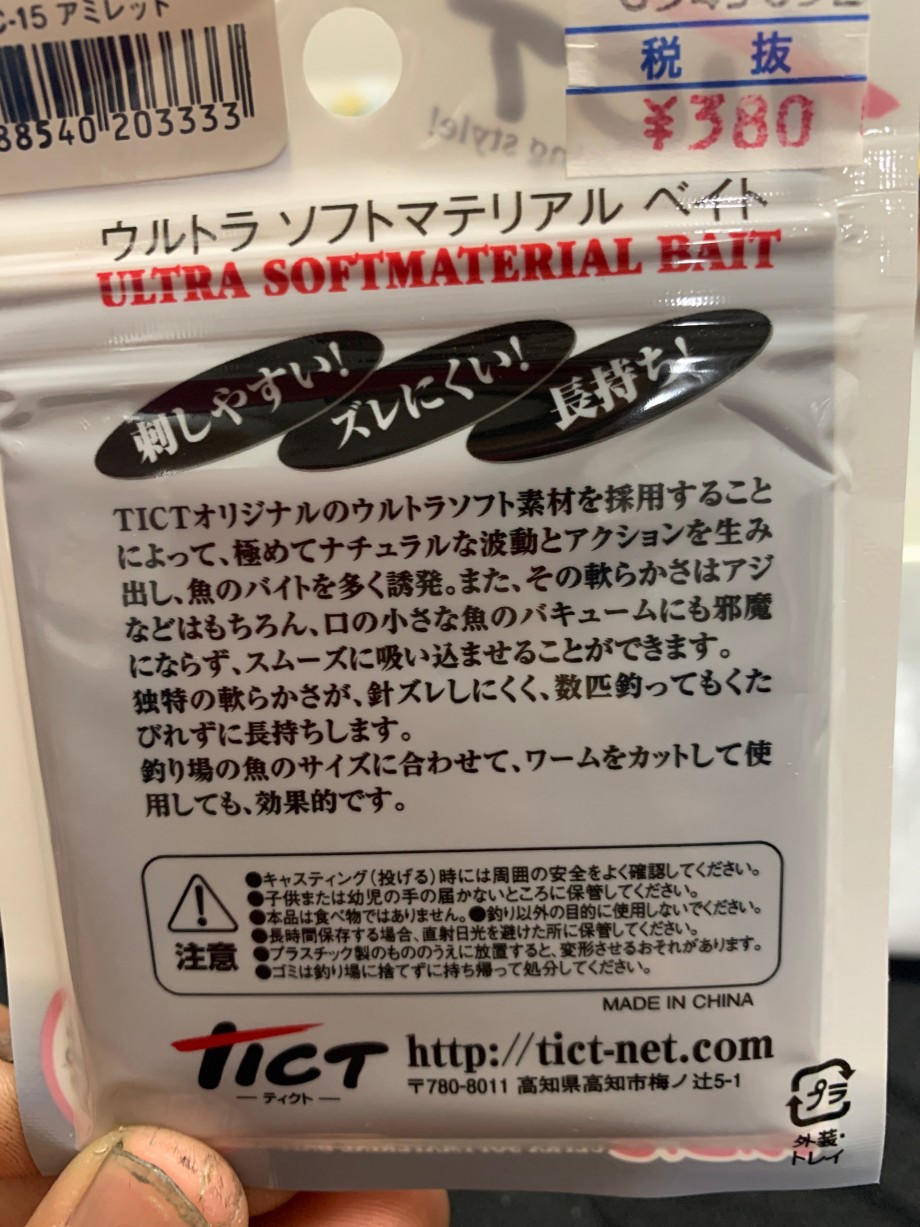 C-15 アミレット
88540 203333
税 抜
¥380
ing style!
ウルトラ ソフトマテリアル ベイト
ULTRA SOFTMATERIAL BAIT
刺しやすい!
ズレにくい!
長持ち!
TICTオリジナルのウルトラソフト素材を採用すること
によって、極めてナチュラルな波動とアクションを生み
出し、魚のバイトを多く誘発。また、その軟らかさはアジ
などはもちろん、口の小さな魚のバキュームにも邪魔
にならず、スムーズに吸い込ませることができます。
独特の軟らかさが、針ズレしにくく、数匹釣ってもくた
びれずに長持ちします。
釣り場の魚のサイズに合わせて、ワームをカットして使
用しても、効果的です。
注意
●キャスティング(投げる)時には周囲の安全をよく確認してください。
●子供または幼児の手の届かないところに保管してください。
●本品は食べ物ではありません。●釣り以外の目的に使用しないでください。
●長時間保存する場合、直射日光を避けた所に保管してください。
●プラスチック製のもののうえに放置すると、変形させるおそれがあります。
●ゴミは釣り場に捨てずに持ち帰って処分してください。
MADE IN CHINA
TICT
ティクト
http://tict-net.com
〒780-8011 高知県高知市梅ノ辻5-1
プラ
外装・
トレイ